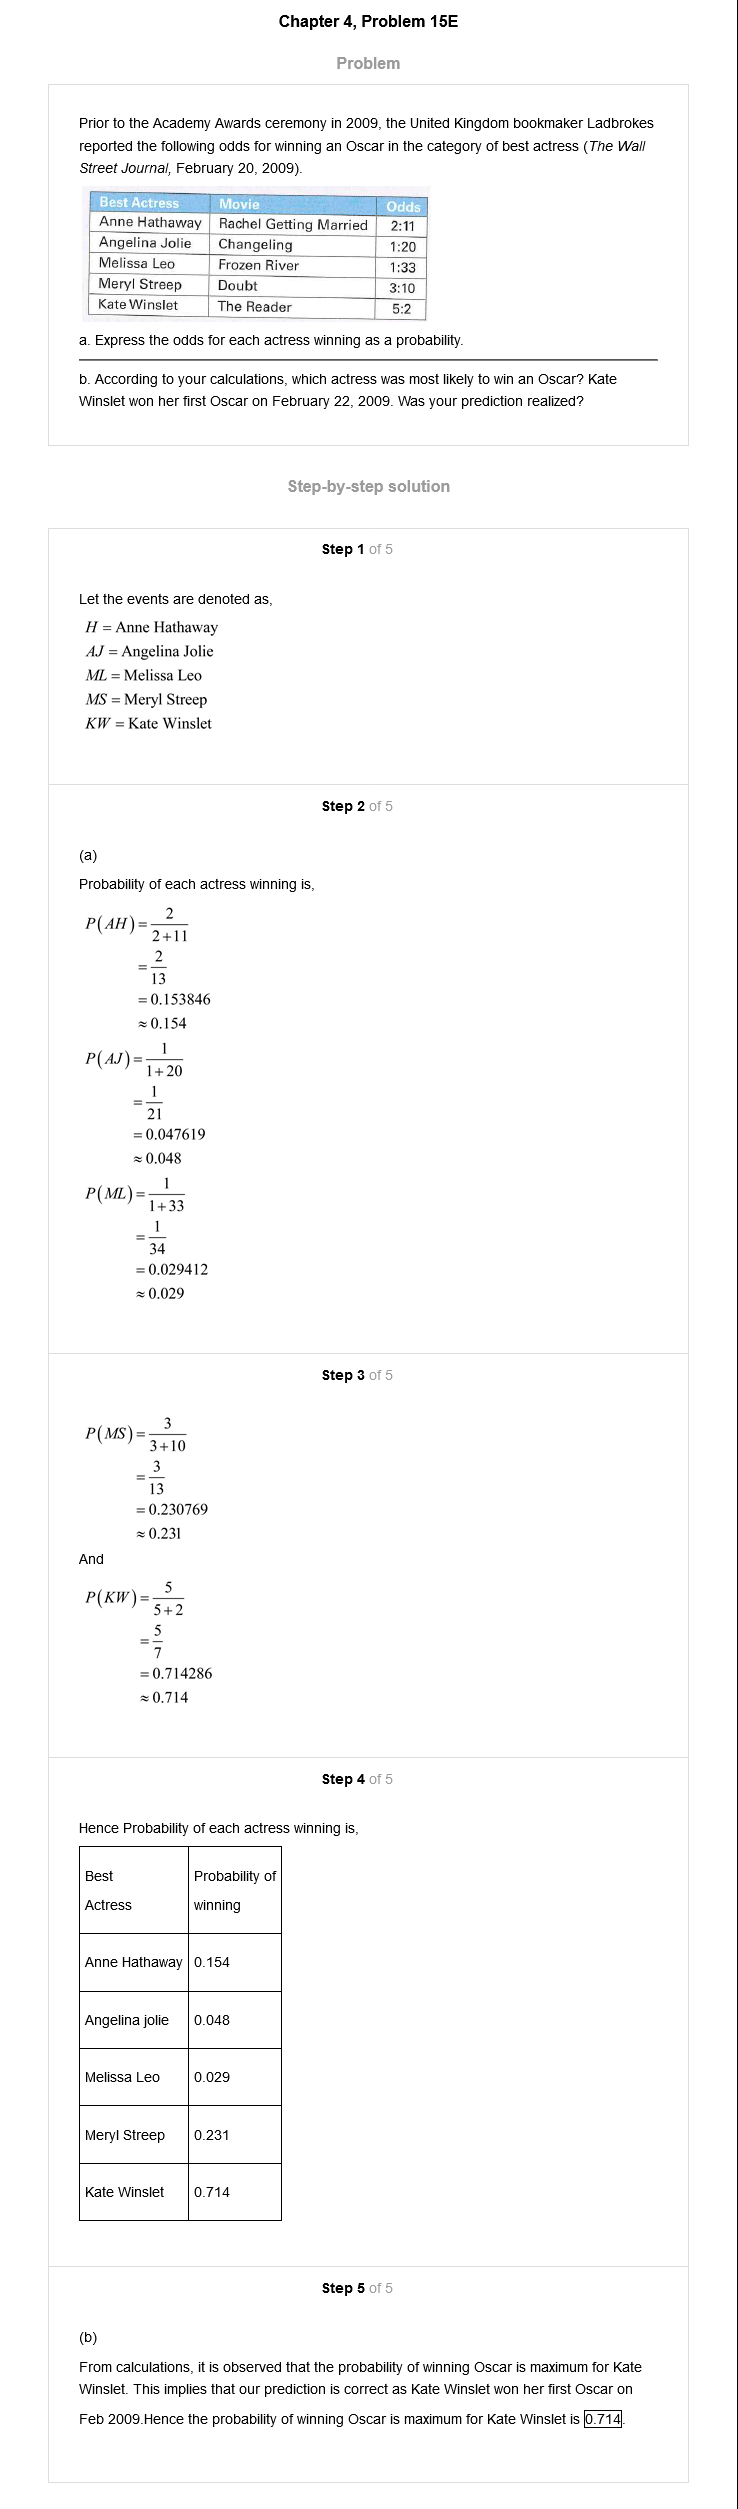 Chapter 4, Problem 15E
Problem
Prior to the Academy Awards ceremony in 2009, the United Kingdom bookmaker Ladbrokes
reported the following odds for winning an Oscar in the category of best actress (The Wall
Street Journal, February 20, 2009).
Best Actress Movie Odds
Anne Hathaway Rachel Getting Married 2:11
Angelina Jolie Changeling 1:20
Melissa Leo Frozen River 1:33
Meryl Streep Doubt 3:10
Kate Winslet The Reader 5:2
a. Express the odds for each actress winning as a probability.
b. According to your calculations, which actress was most likely to win an Oscar? Kate
Winslet won her first Oscar on February 22, 2009. Was your prediction realized?
Step-by-step solution
Step 1 of 5
Let the events are denoted as,
H = Anne Hathaway
AJ = Angelina Jolie
ML = Melissa Leo
MS = Meryl Streep
KW = Kate Winslet
Step 2 of 5
(a)
Probability of each actress winning is,
P(AH) = 2/(2+11)
= 2/13
= 0.153846
≈ 0.154
P(AJ) = 1/(1+20)
= 1/21
= 0.047619
≈ 0.048
P(ML) = 1/(1+33)
= 1/34
= 0.029412
≈ 0.029
Step 3 of 5
P(MS) = 3/(3+10)
= 3/13
= 0.230769
≈ 0.231
And
P(KW) = 5/(5+2)
= 5/7
= 0.714286
≈ 0.714
Step 4 of 5
Hence Probability of each actress winning is,
Best Probability of
Actress winning
Anne Hathaway 0.154
Angelina jolie 0.048
Melissa Leo 0.029
Meryl Streep 0.231
Kate Winslet 0.714
Step 5 of 5
(b)
From calculations, it is observed that the probability of winning Oscar is maximum for Kate
Winslet. This implies that our prediction is correct as Kate Winslet won her first Oscar on
Feb 2009.Hence the probability of winning Oscar is maximum for Kate Winslet is 0.714.